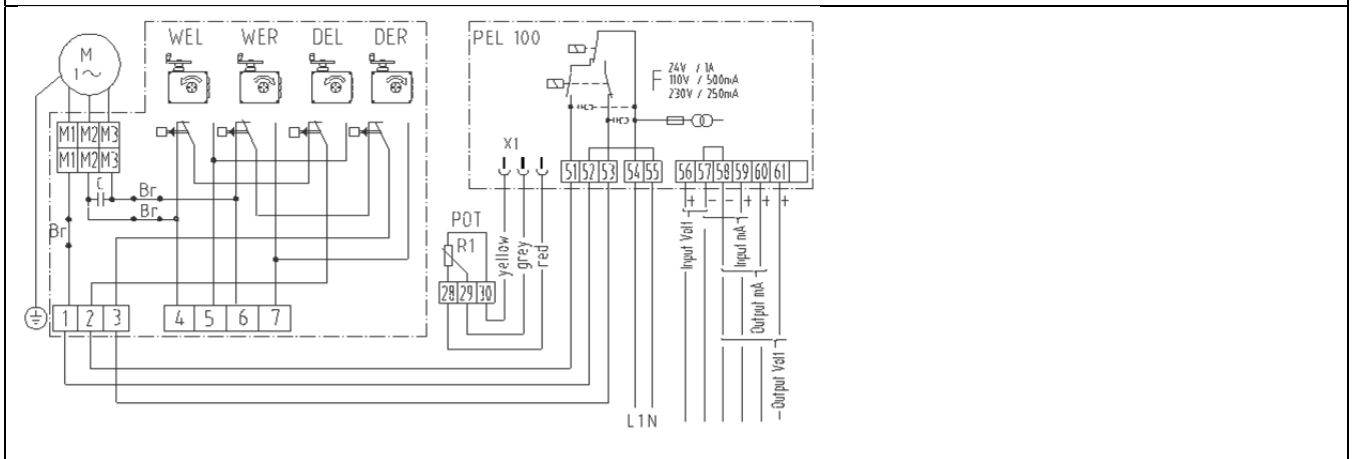 M
1~
WEL WER DEL DER
M1 M2 M3
M1 M2 M3
C
Br
Br
Br
1 2 3 4 5 6 7
PEL 100
F
24V / 1A
110V / 500mA
230V / 250mA
X1
51 52 53 54 55 56 57 58 59 60 61
+ - - + + +
POT
R1
28 29 30
yellow
grey
red
L1 N
Input Volt
Input mA
Output mA
Output Volt